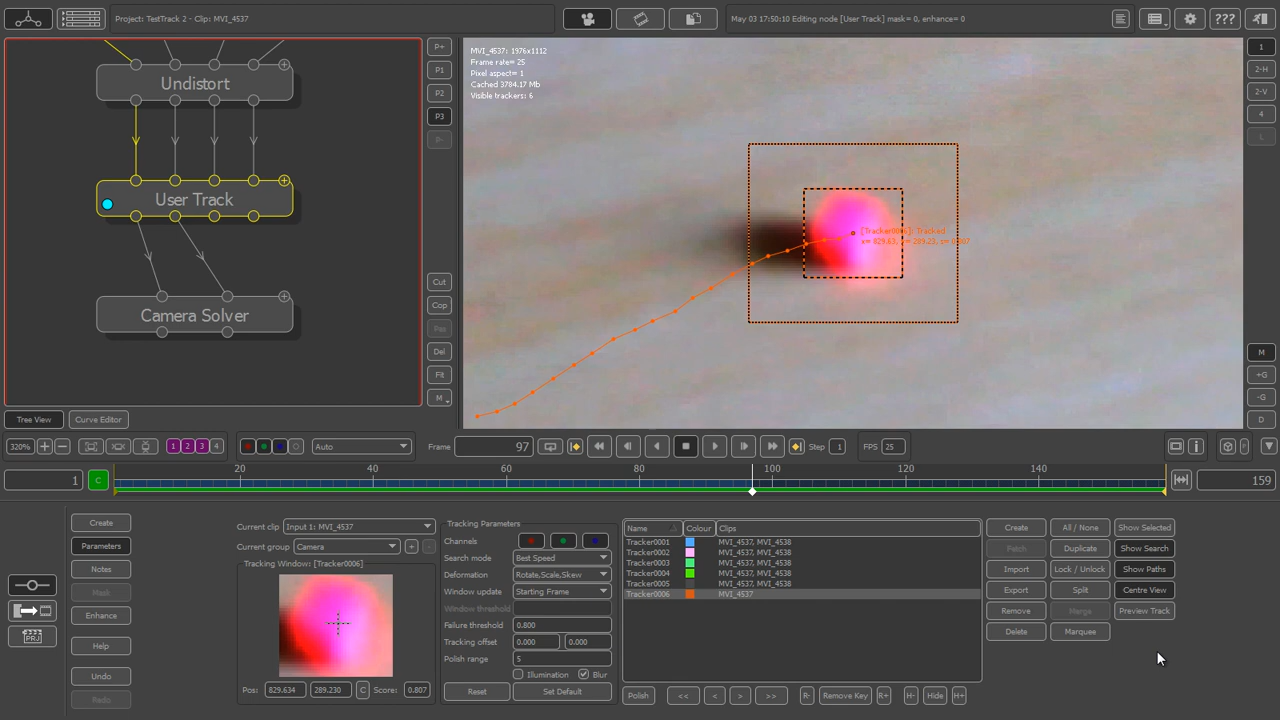 Project: TestTrack 2 - Clip: MVI_4537
May 03 17:50:10 Editing node [User Track] mask= 0, enhance= 0
???
Undistort
User Track
Camera Solver
P+
P1
P2
P3
P-
Cut
Cop
Pas
Del
Fit
M
MVI_4537: 1976x1112
Frame rate= 25
Pixel aspect= 1
Cached 3784.17 Mb
Visible trackers: 6
[Tracker0006]: Tracked
x= 829.63, y= 289.23, s= 0.807
1
2-H
2-V
4
L
M
+G
-G
D
Tree View
Curve Editor
320%
1 2 3 4
Auto
Frame 97
Step 1
FPS 25
1
C
20 40 60 80 100 120 140
159
Create
Parameters
Notes
Mask
Enhance
Help
Undo
Redo
PRJ
Current clip Input 1: MVI_4537
Current group Camera + -
Tracking Window: [Tracker0006]
Pos: 829.634 289.230 C Score: 0.807
Tracking Parameters
Channels
Search mode Best Speed
Deformation Rotate,Scale,Skew
Window update Starting Frame
Window threshold
Failure threshold 0.800
Tracking offset 0.000 0.000
Polish range 5
Illumination Blur
Reset Set Default
Name Colour Clips
Tracker0001 MVI_4537, MVI_4538
Tracker0002 MVI_4537, MVI_4538
Tracker0003 MVI_4537, MVI_4538
Tracker0004 MVI_4537, MVI_4538
Tracker0005 MVI_4537, MVI_4538
Tracker0006 MVI_4537
Polish << < > >> R- Remove Key R+ H- Hide H+
Create All / None Show Selected
Fetch Duplicate Show Search
Import Lock / Unlock Show Paths
Export Split Centre View
Remove Merge Preview Track
Delete Marquee